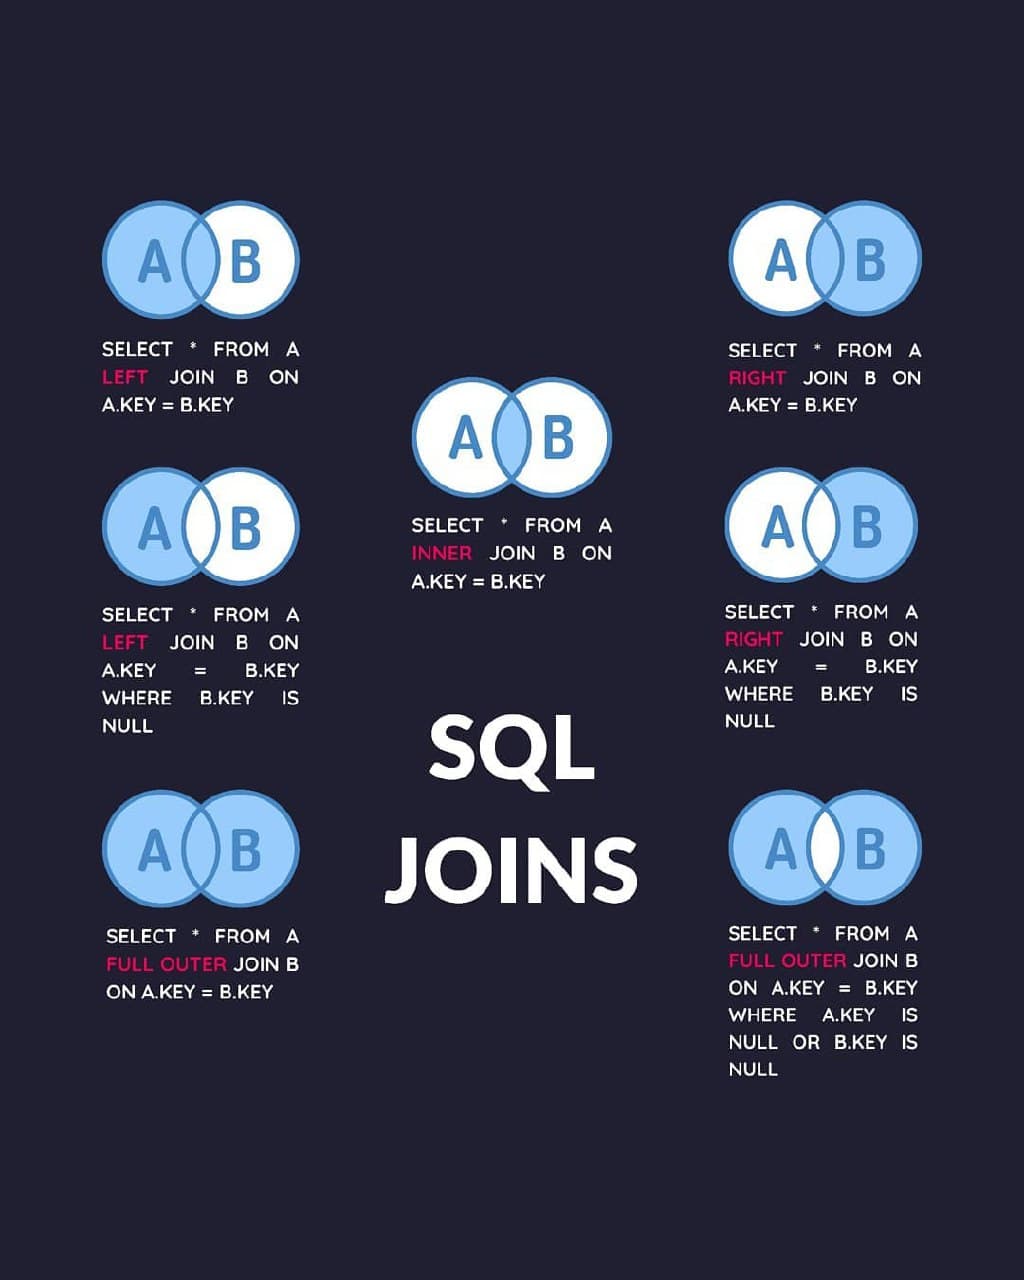 A B
SELECT * FROM A
LEFT JOIN B ON
A.KEY = B.KEY
A B
SELECT * FROM A
LEFT JOIN B ON
A.KEY = B.KEY
WHERE B.KEY IS
NULL
A B
SELECT * FROM A
FULL OUTER JOIN B
ON A.KEY = B.KEY
A B
SELECT * FROM A
INNER JOIN B ON
A.KEY = B.KEY
SQL
JOINS
A B
SELECT * FROM A
RIGHT JOIN B ON
A.KEY = B.KEY
A B
SELECT * FROM A
RIGHT JOIN B ON
A.KEY = B.KEY
WHERE B.KEY IS
NULL
A B
SELECT * FROM A
FULL OUTER JOIN B
ON A.KEY = B.KEY
WHERE A.KEY IS
NULL OR B.KEY IS
NULL